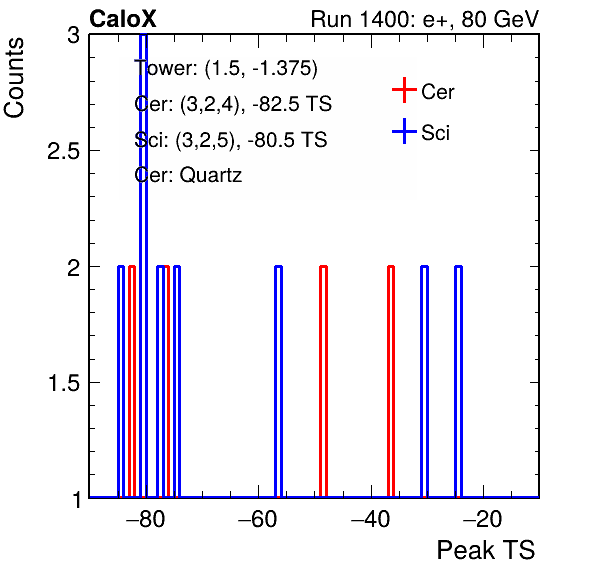 CaloX Run 1400: e+, 80 GeV
Counts
3
2.5
2
1.5
1
Tower: (1.5, -1.375)
Cer: (3,2,4), -82.5 TS
Sci: (3,2,5), -80.5 TS
Cer: Quartz
Cer
Sci
−80 −60 −40 −20
Peak TS